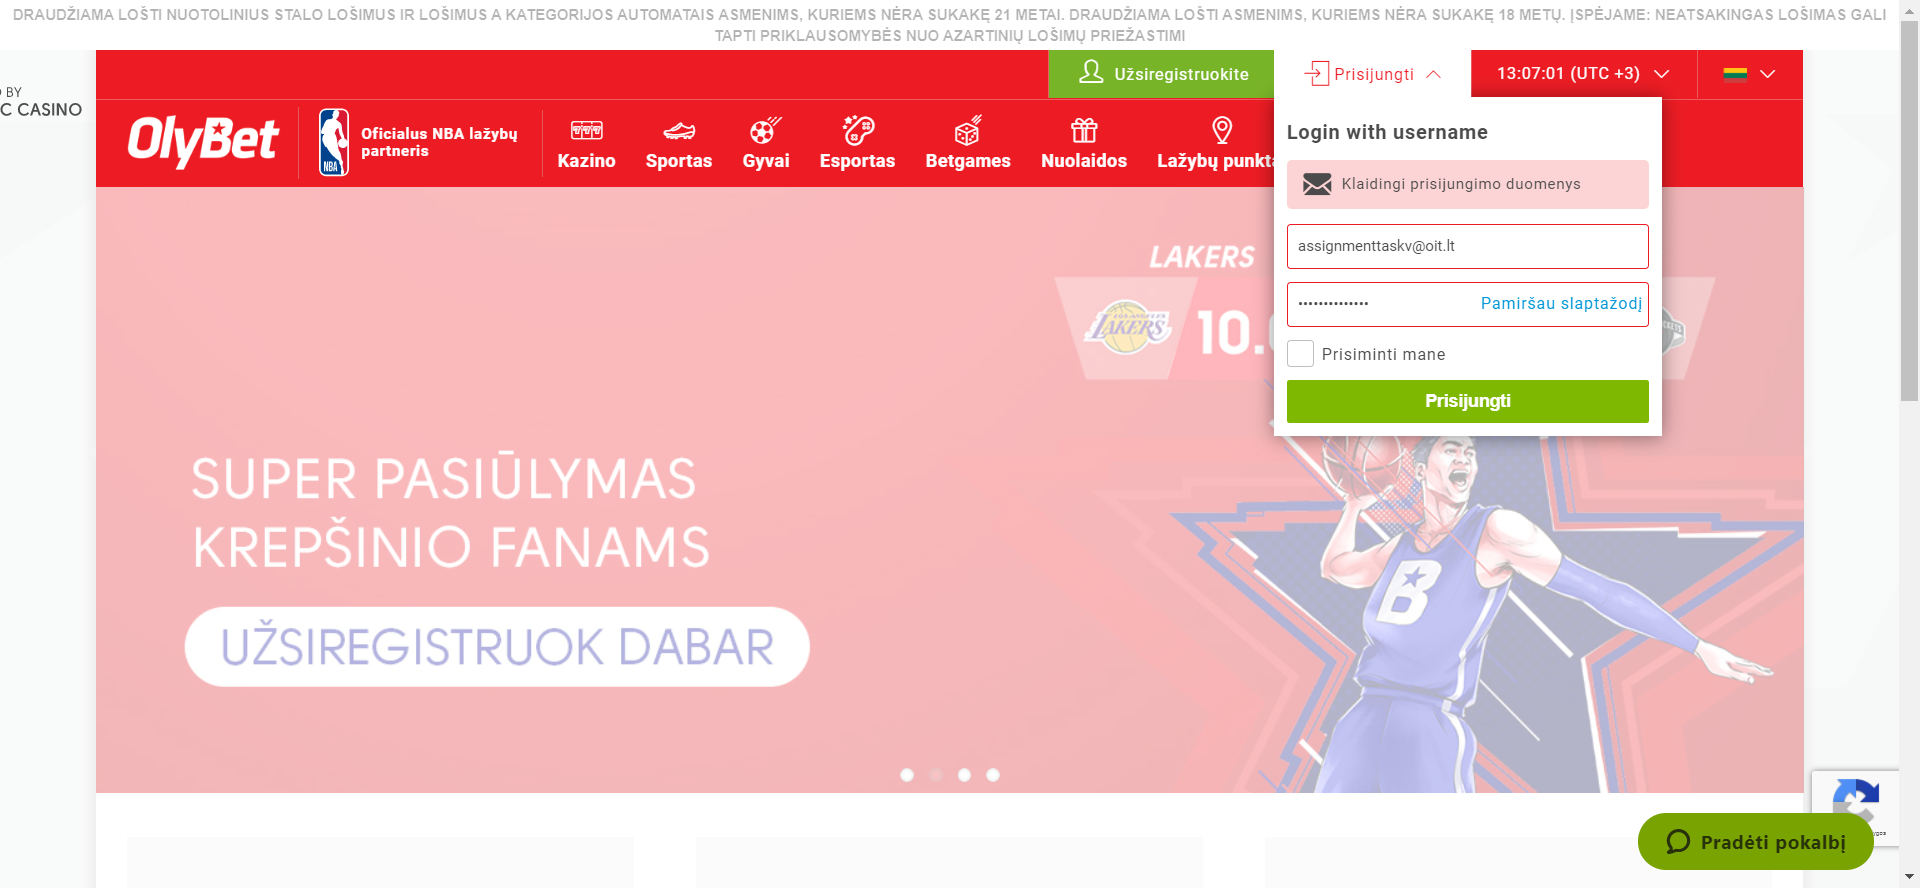 DRAUDŽIAMA LOŠTI NUOTOLINIUS STALO LOŠIMUS IR LOŠIMUS A KATEGORIJOS AUTOMATAIS ASMENIMS, KURIEMS NĖRA SUKAKĘ 21 METAI. DRAUDŽIAMA LOŠTI ASMENIMS, KURIEMS NĖRA SUKAKĘ 18 METŲ. ĮSPĖJAME: NEATSAKINGAS LOŠIMAS GALI
TAPTI PRIKLAUSOMYBĖS NUO AZARTINIŲ LOŠIMŲ PRIEŽASTIMI
BY
C CASINO
Užsiregistruokite
Prisijungti
13:07:01 (UTC +3)
OlyBet
NBA
Oficialus NBA lažybų
partneris
Kazino
Sportas
Gyvai
Esportas
Betgames
Nuolaidos
Lažybų punkta
Login with username
Klaidingi prisijungimo duomenys
assignmenttaskv@oit.lt
Pamiršau slaptažodį
Prisiminti mane
Prisijungti
LAKERS
LAKERS
10.
SUPER PASIŪLYMAS
KREPŠINIO FANAMS
UŽSIREGISTRUOK DABAR
B
Pradėti pokalbį